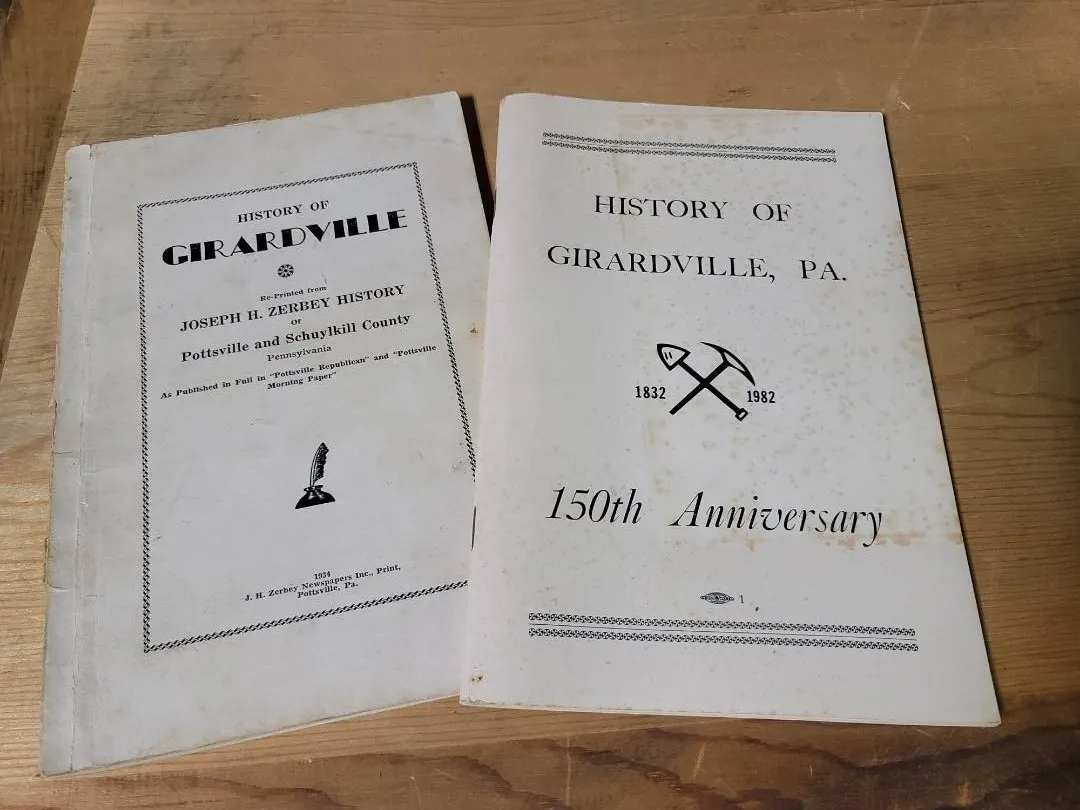 HISTORY OF
GIRARDVILLE
Re-Printed from
JOSEPH H. ZERBEY HISTORY
OF
Pottsville and Schuylkill County
Pennsylvania
As Published in Full in "Pottsville Republican" and "Pottsville
Morning Paper"
1934
J. H. Zerbey Newspapers Inc., Print,
Pottsville, Pa.
HISTORY OF
GIRARDVILLE, PA.
1832 1982
150th Anniversary
1